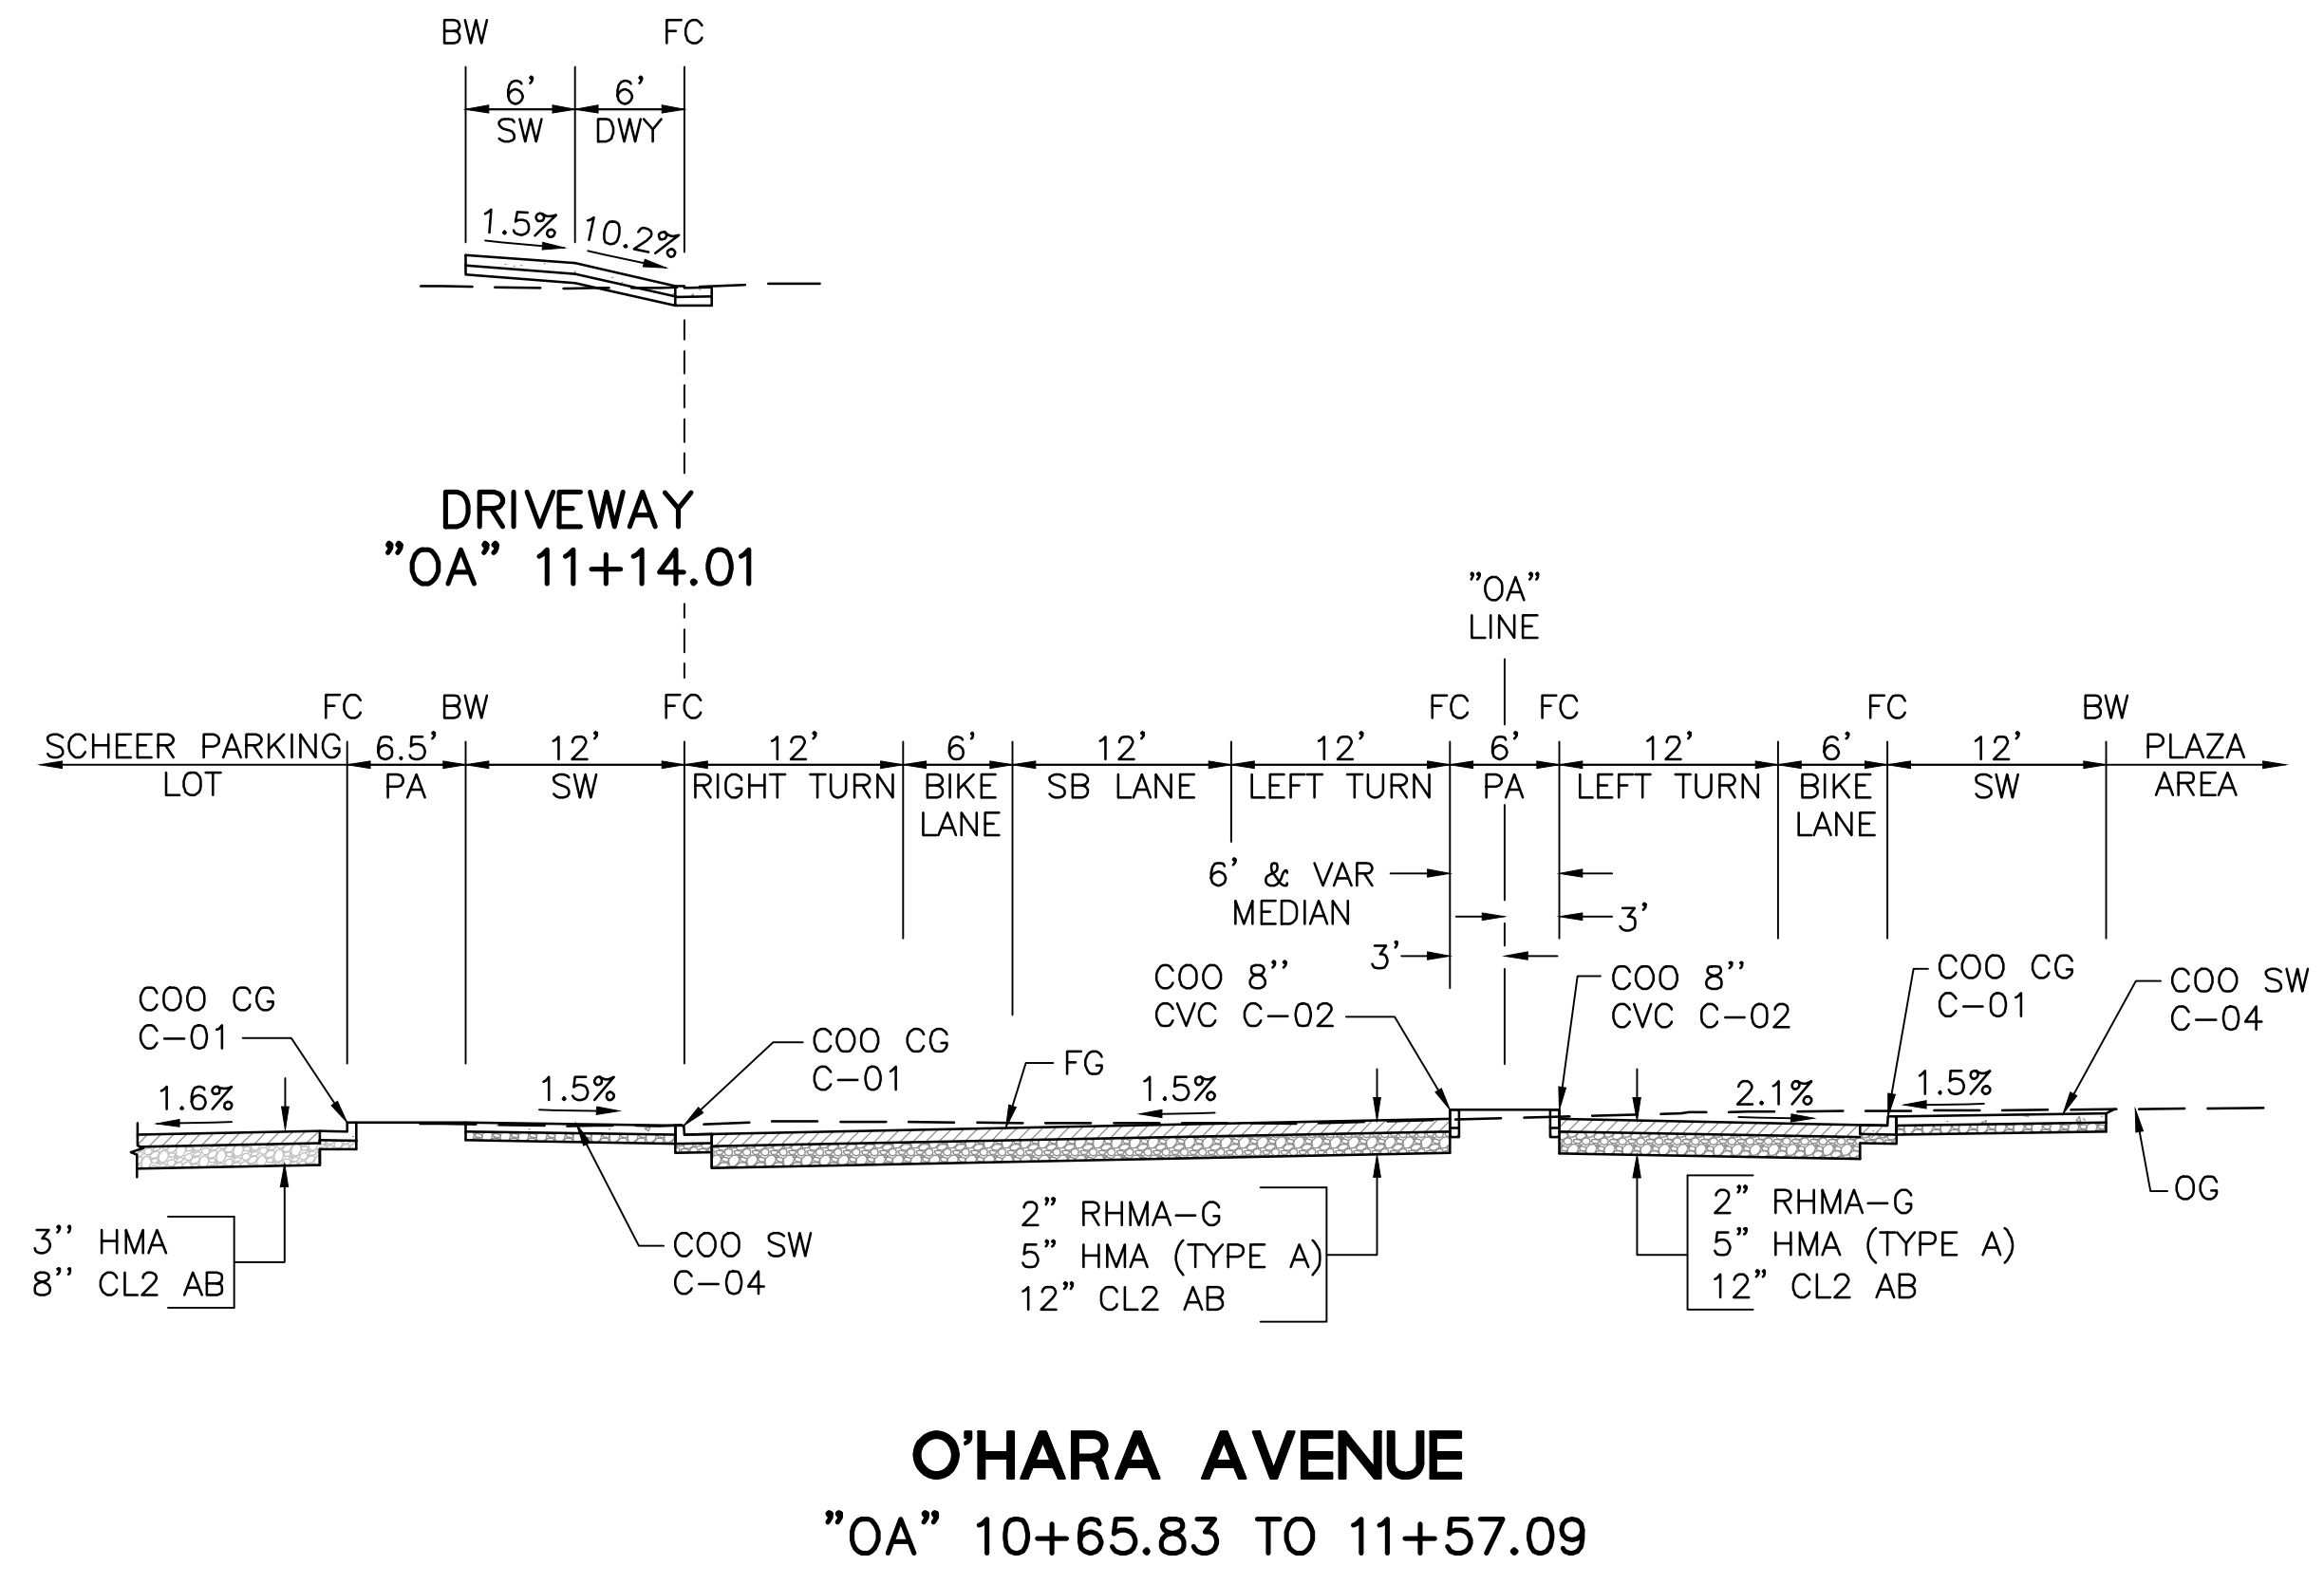 BW FC
6' 6'
SW DWY
1.5% 10.2%
DRIVEWAY
"OA" 11+14.01
"OA"
LINE
FC BW FC FC FC FC BW
SCHEER PARKING 6.5' 12' 12' 6' 12' 12' 6' 12' 6' 12' PLAZA
LOT PA SW RIGHT TURN BIKE SB LANE LEFT TURN PA LEFT TURN BIKE SW AREA
LANE LANE
6' & VAR
MEDIAN
3'
3'
COO CG
C-01
COO CG
C-01
COO 8''
CVC C-02
COO 8''
CVC C-02
COO CG
C-01
COO SW
C-04
FG
1.6% 1.5% 1.5% 2.1% 1.5%
OG
3'' HMA
8'' CL2 AB
COO SW
C-04
2" RHMA-G
5" HMA (TYPE A)
12" CL2 AB
2" RHMA-G
5" HMA (TYPE A)
12" CL2 AB
O'HARA AVENUE
"OA" 10+65.83 TO 11+57.09